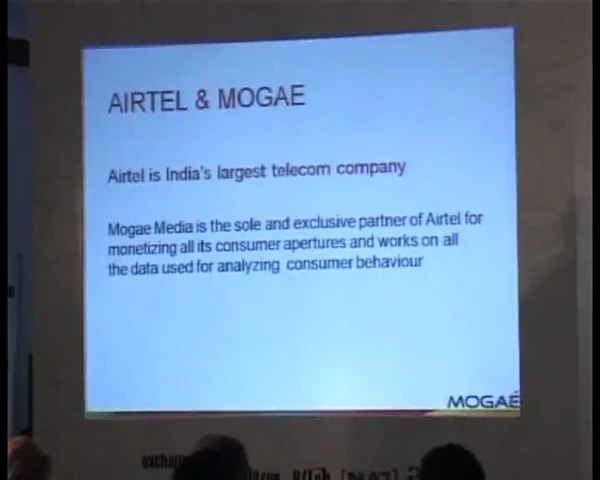 AIRTEL & MOGAE
Airtel is India's largest telecom company
Mogae Media is the sole and exclusive partner of Airtel for
monetizing all its consumer apertures and works on all
the data used for analyzing consumer behaviour
MOGAE